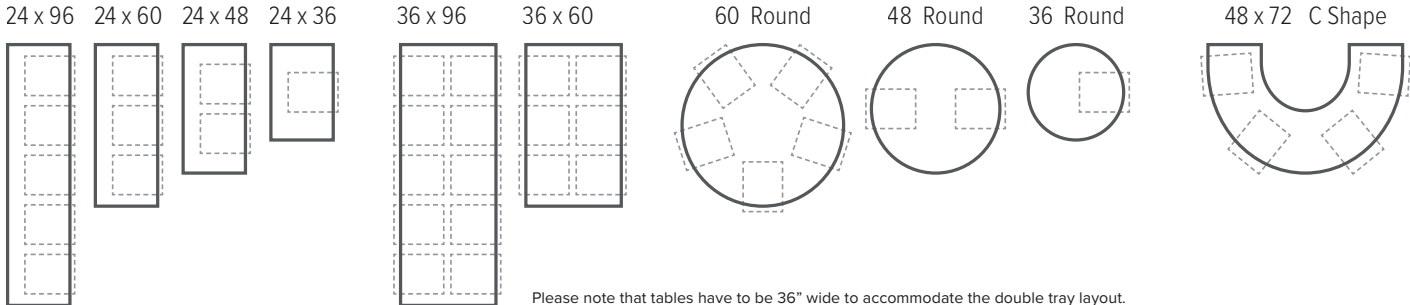 24 x 96 24 x 60 24 x 48 24 x 36 36 x 96 36 x 60 60 Round 48 Round 36 Round 48 x 72 C Shape
Please note that tables have to be 36” wide to accommodate the double tray layout.